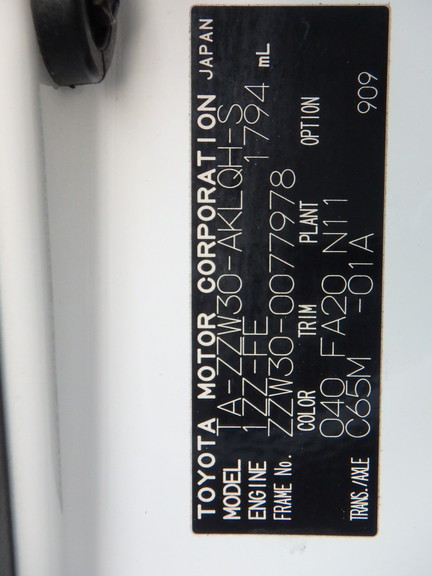 TOYOTA MOTOR CORPORATION JAPAN
MODEL TA-ZZW30-AKLQH-S
ENGINE 1ZZ-FE 1794 mL
FRAME No. ZZW30-0077978
COLOR TRIM PLANT OPTION
040 FA20 N11
TRANS./AXLE C65M -01A 909